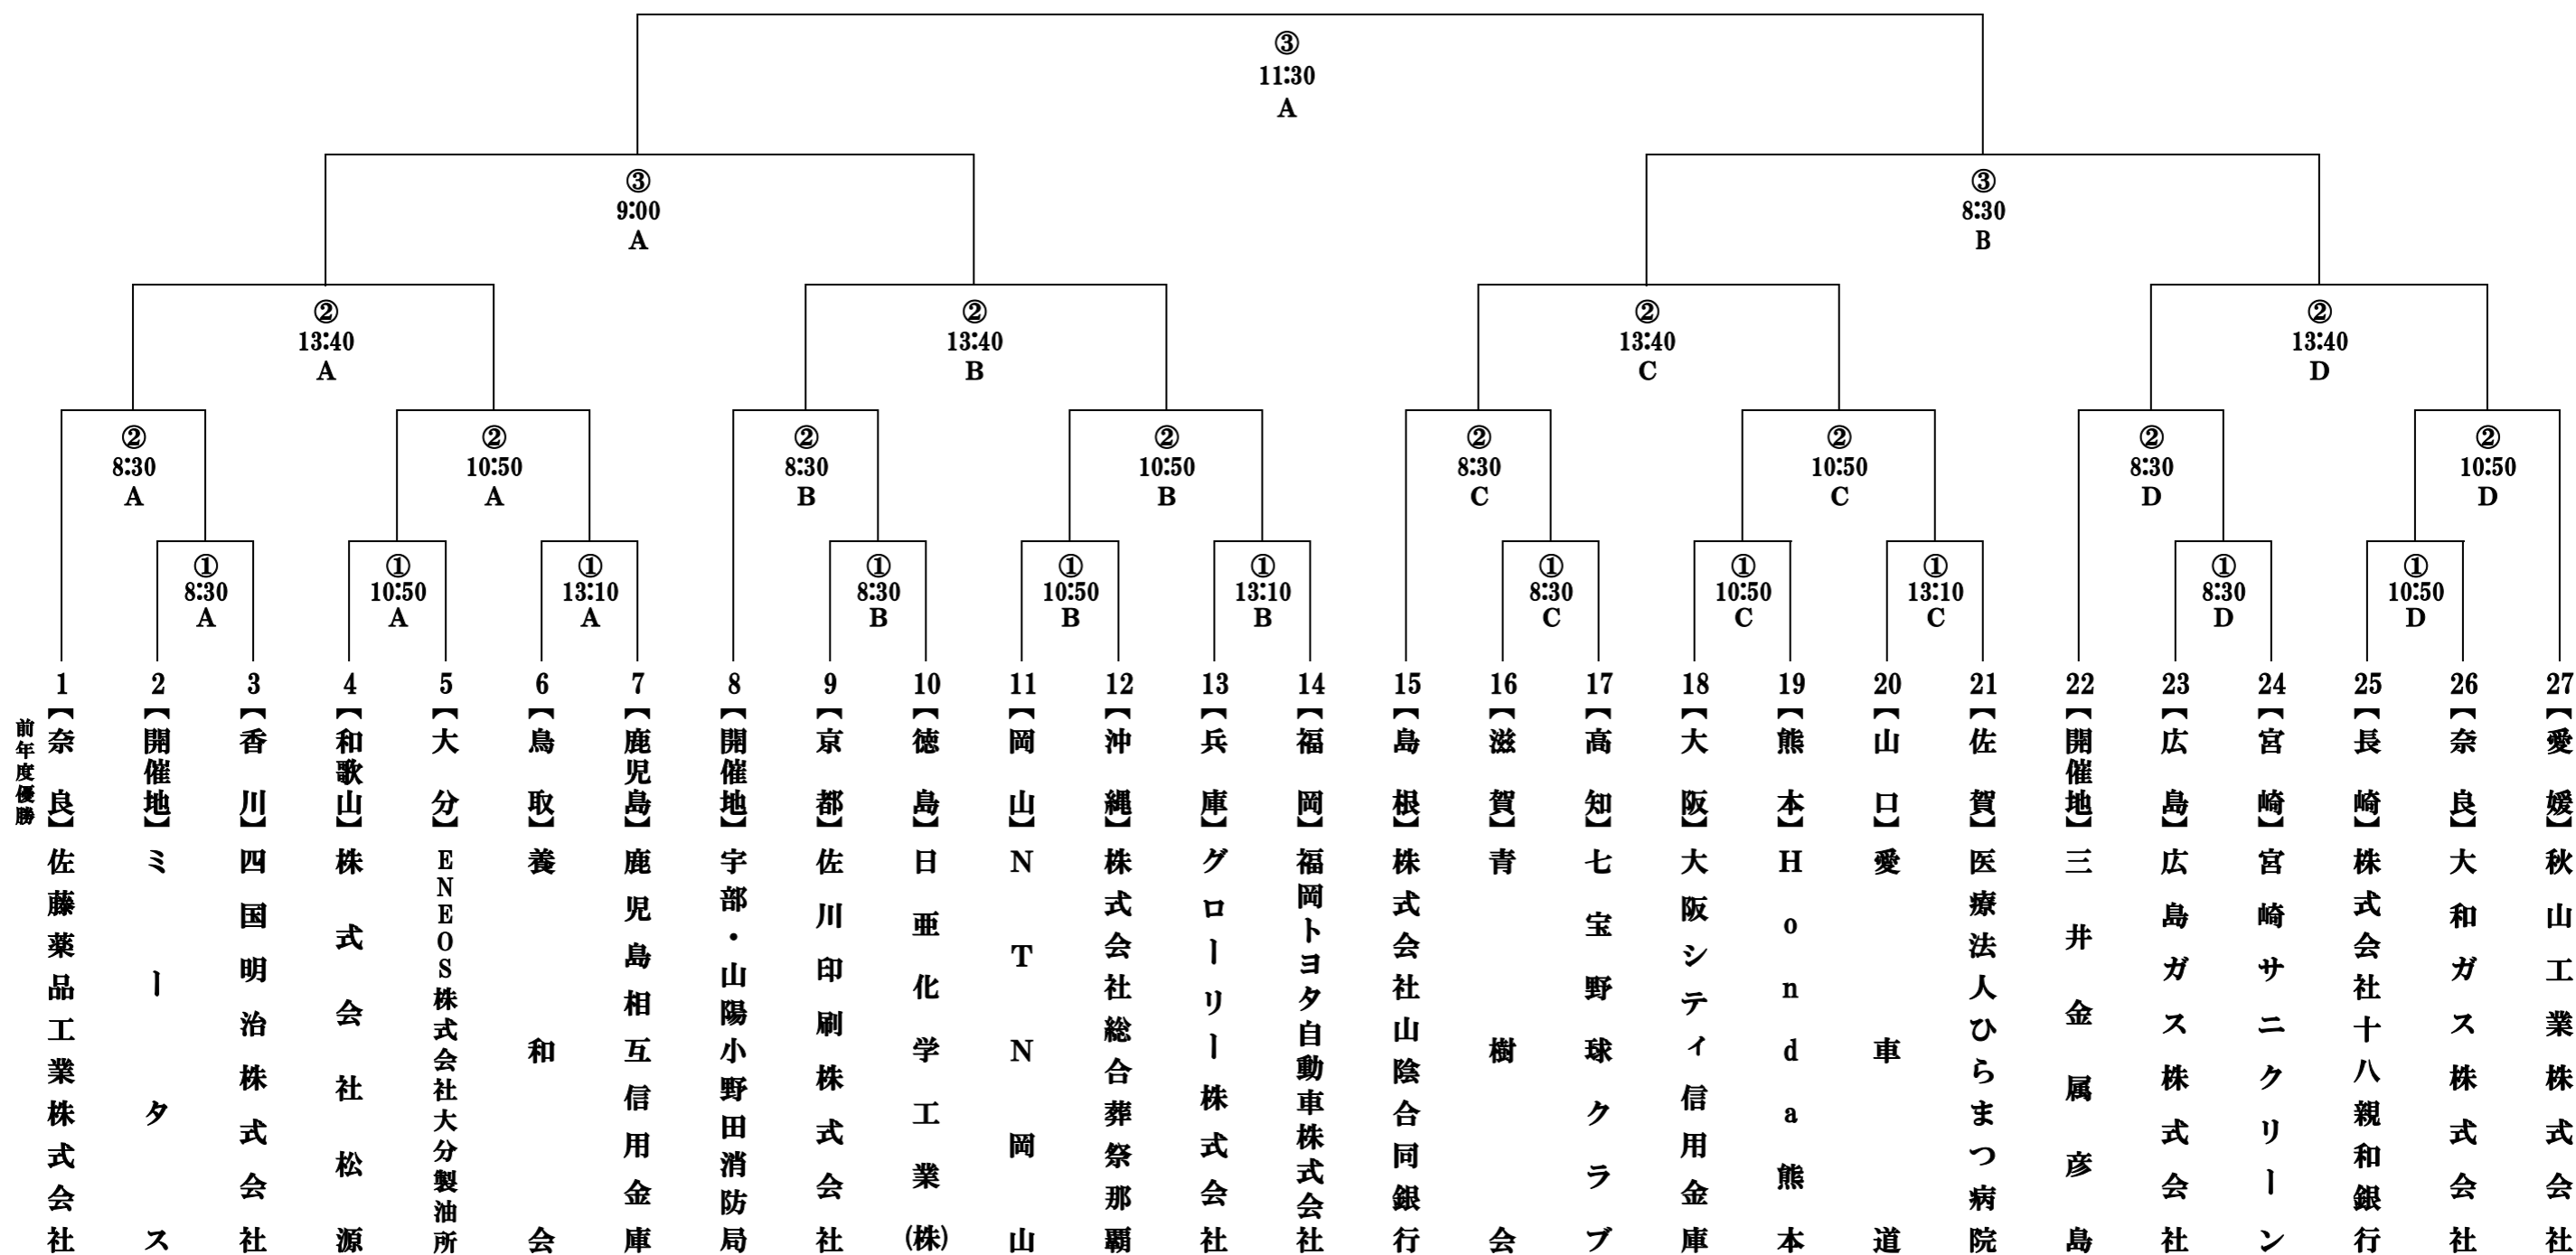 ③
11:30
A
③
9:00
A
③
8:30
B
②
13:40
A
②
13:40
B
②
13:40
C
②
13:40
D
②
8:30
A
②
10:50
A
②
8:30
B
②
10:50
B
②
8:30
C
②
10:50
C
②
8:30
D
②
10:50
D
①
8:30
A
①
10:50
A
①
13:10
A
①
8:30
B
①
10:50
B
①
13:10
B
①
8:30
C
①
10:50
C
①
13:10
C
①
8:30
D
①
10:50
D
前年度優勝
1【奈良】佐藤薬品工業株式会社
2【開催地】ミータス
3【香川】四国明治株式会社
4【和歌山】株式会社松源
5【大分】ENEOS株式会社大分製油所
6【鳥取】養和会
7【鹿児島】鹿児島相互信用金庫
8【開催地】宇部・山陽小野田消防局
9【京都】佐川印刷株式会社
10【徳島】日亜化学工業(株)
11【岡山】NTN岡山
12【沖縄】株式会社総合葬祭那覇
13【兵庫】グローリー株式会社
14【福岡】福岡トヨタ自動車株式会社
15【島根】株式会社山陰合同銀行
16【滋賀】青樹会
17【高知】七宝野球クラブ
18【大阪】大阪シティ信用金庫
19【熊本】Honda熊本
20【山口】愛車道
21【佐賀】医療法人ひらまつ病院
22【開催地】三井金属彦島
23【広島】広島ガス株式会社
24【宮崎】宮崎サニクリーン
25【長崎】株式会社十八親和銀行
26【奈良】大和ガス株式会社
27【愛媛】秋山工業株式会社